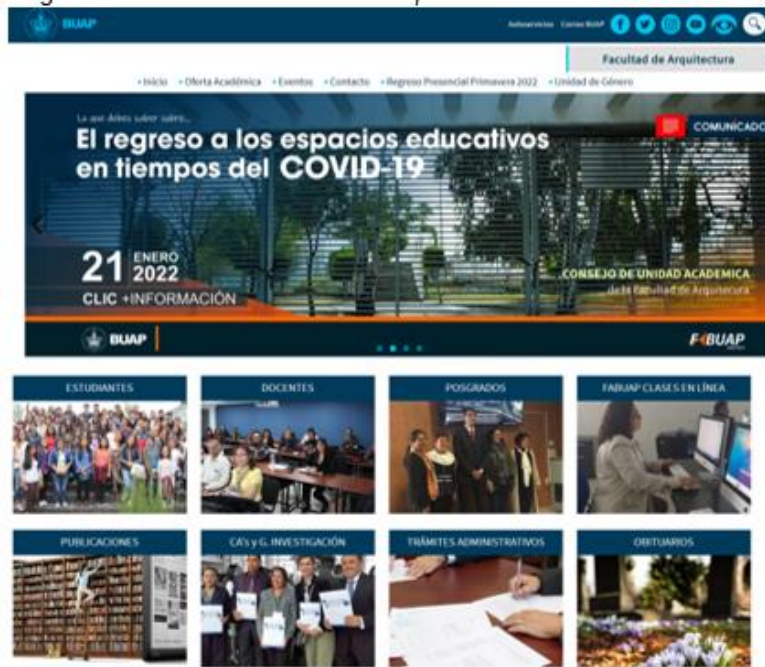 BUAP
Autoservicios Correo BUAP
Facultad de Arquitectura
• Inicio • Oferta Académica • Eventos • Contacto • Regreso Presencial Primavera 2022 • Unidad de Género
Lo que debes saber sobre...
El regreso a los espacios educativos
en tiempos del COVID-19
COMUNICADO
21 ENERO
2022
CLIC +INFORMACIÓN
CONSEJO DE UNIDAD ACADEMICA
de la Facultad de Arquitectura
BUAP
FABUAP
ESTUDIANTES
DOCENTES
POSGRADOS
FABUAP CLASES EN LÍNEA
PUBLICACIONES
CA's y G. INVESTIGACIÓN
TRÁMITES ADMINISTRATIVOS
OBITUARIOS